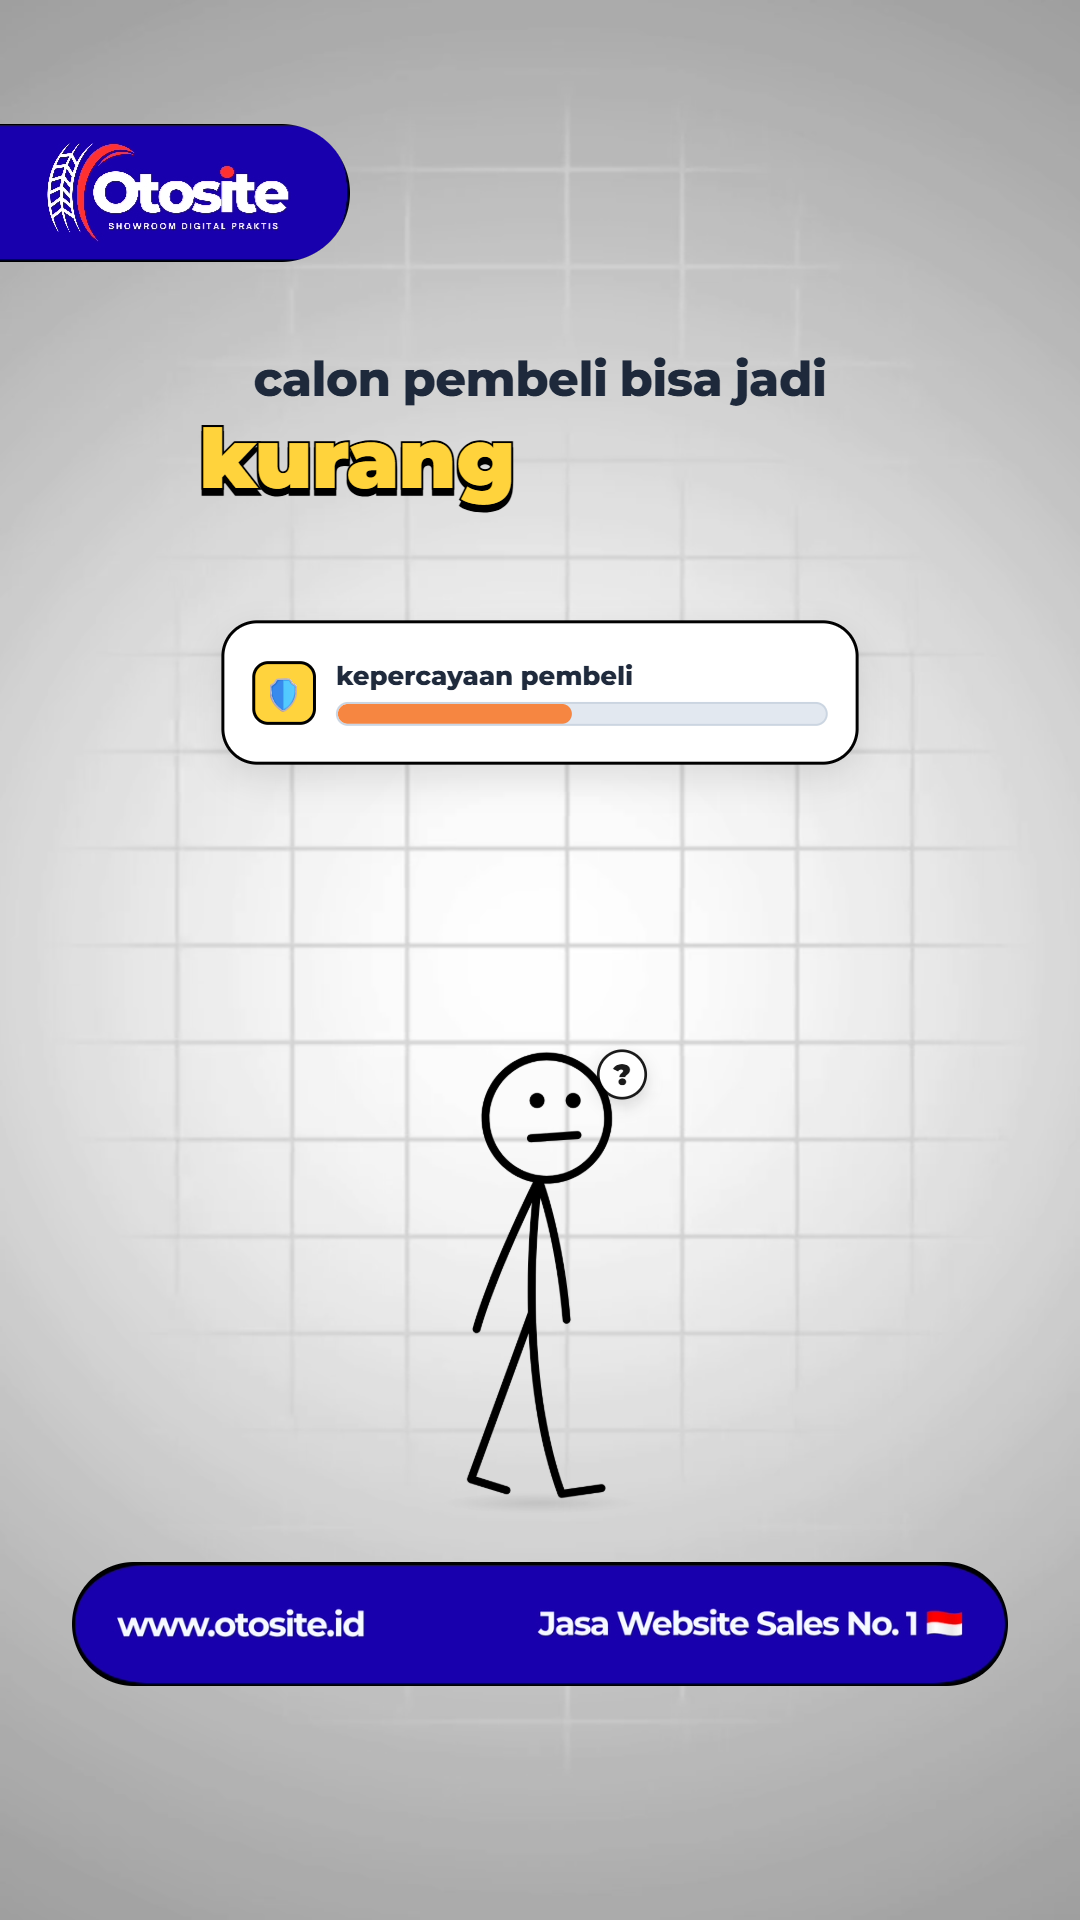 Otosite
SHOWROOM DIGITAL PRAKTIS
calon pembeli bisa jadi
kurang
kepercayaan pembeli
?
www.otosite.id
Jasa Website Sales No. 1 🇮🇩